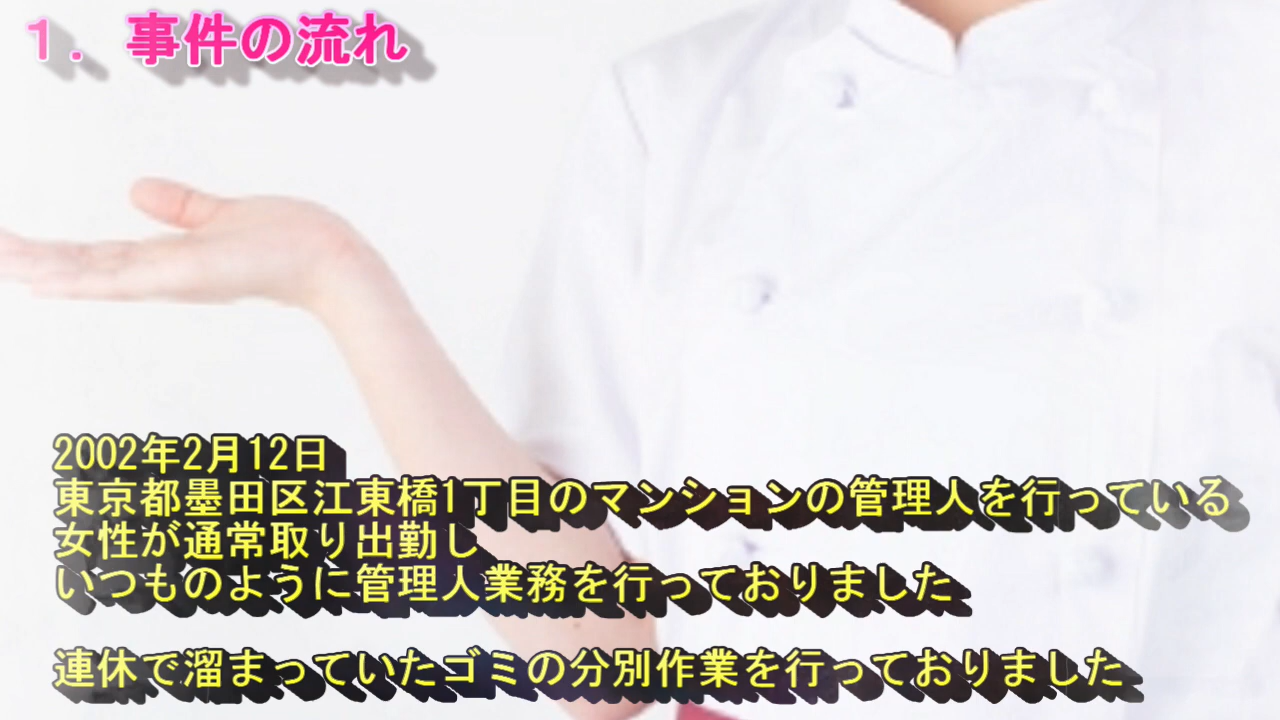 1. 事件の流れ
2002年2月12日
東京都墨田区江東橋1丁目のマンションの管理人を行っている
女性が通常取り出勤し
いつものように管理人業務を行っておりました
連休で溜まっていたゴミの分別作業を行っておりました